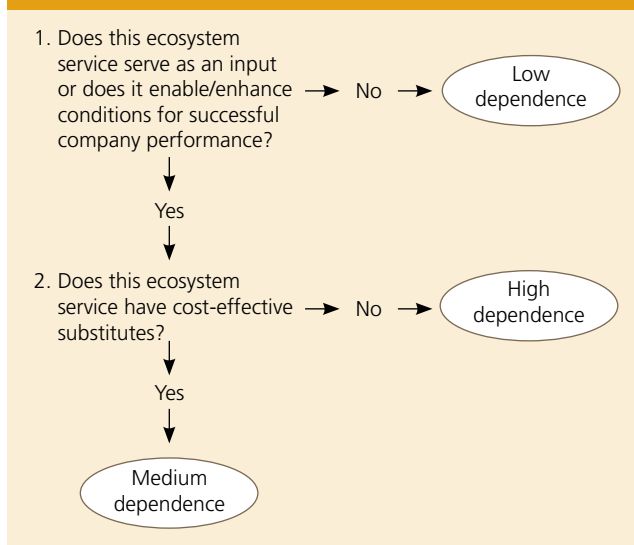 1. Does this ecosystem
service serve as an input
or does it enable/enhance
conditions for successful
company performance?
No
Low
dependence
Yes
2. Does this ecosystem
service have cost-effective
substitutes?
No
High
dependence
Yes
Medium
dependence